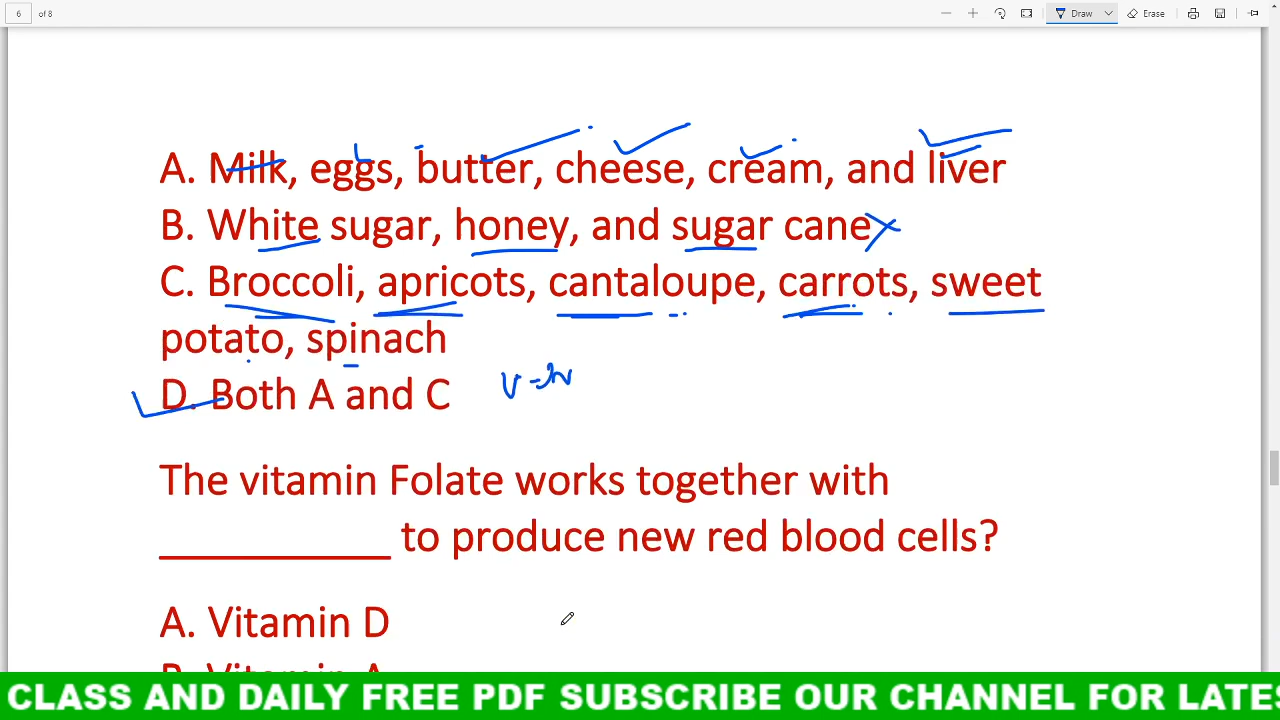 6 of 8
Draw
Erase
A. Milk, eggs, butter, cheese, cream, and liver
B. White sugar, honey, and sugar cane
C. Broccoli, apricots, cantaloupe, carrots, sweet
potato, spinach
D. Both A and C
The vitamin Folate works together with
___________ to produce new red blood cells?
A. Vitamin D
B. Vitamin A
CLASS AND DAILY FREE PDF SUBSCRIBE OUR CHANNEL FOR LATES